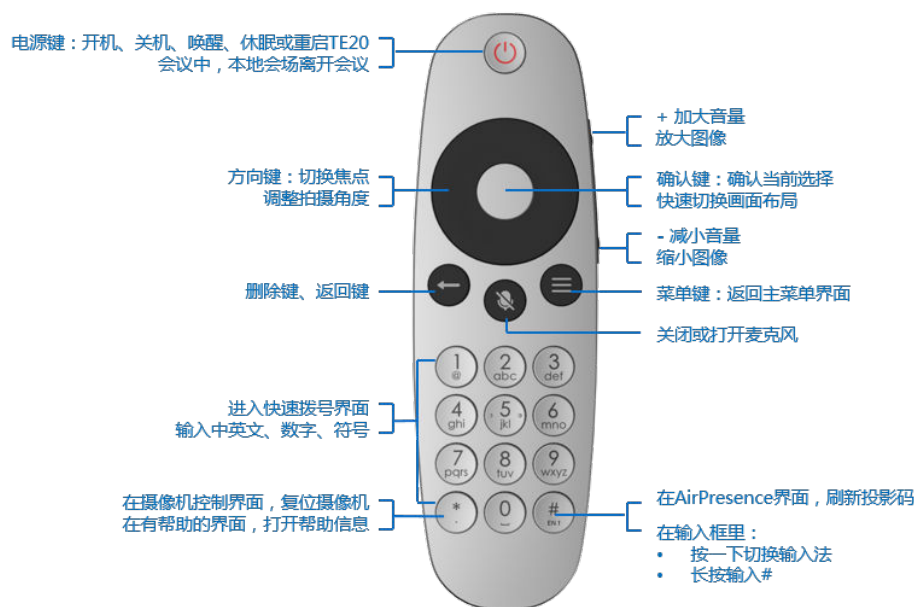 电源键：开机、关机、唤醒、休眠或重启TE20
会议中，本地会场离开会议
+ 加大音量
放大图像
方向键：切换焦点
调整拍摄角度
确认键：确认当前选择
快速切换画面布局
- 减小音量
缩小图像
删除键、返回键
菜单键：返回主菜单界面
关闭或打开麦克风
1
@
2
abc
3
def
进入快速拨号界面
输入中英文、数字、符号
4
ghi
5
jkl
6
mno
7
pqrs
8
tuv
9
wxyz
在摄像机控制界面，复位摄像机
在有帮助的界面，打开帮助信息
*
.
0
#
在AirPresence界面，刷新投影码
在输入框里：
• 按一下切换输入法
• 长按输入#